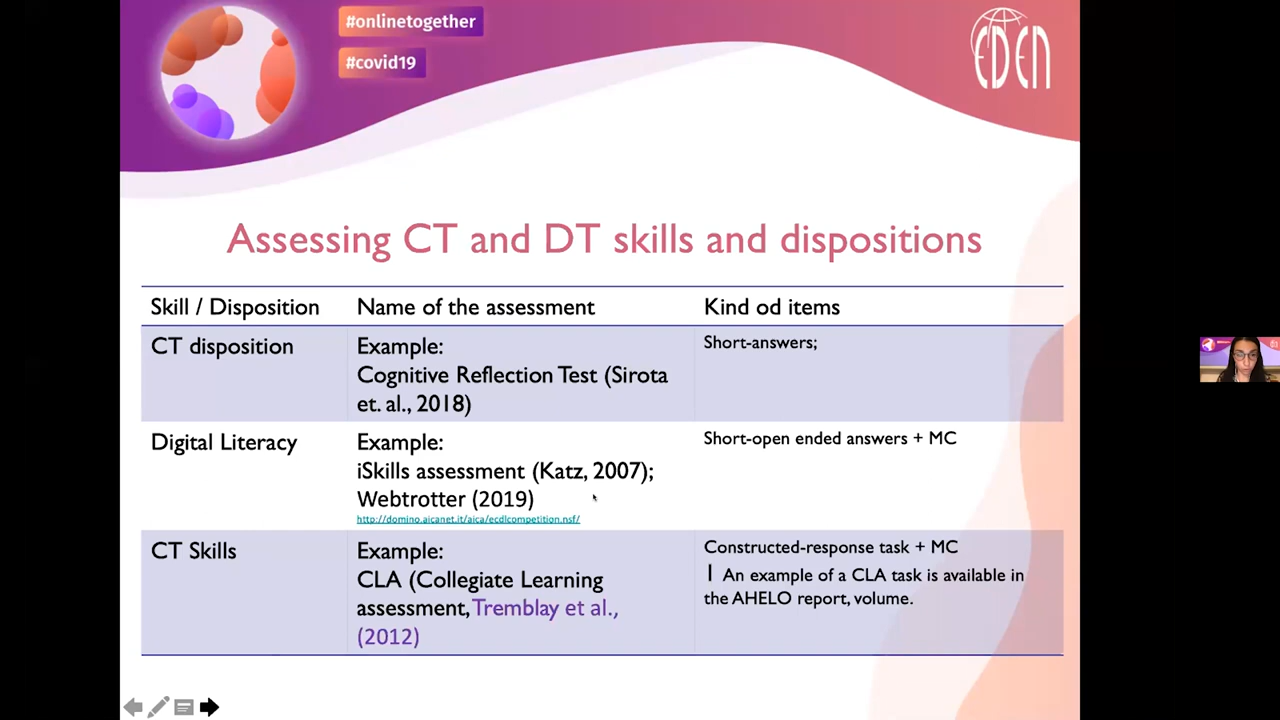 #onlinetogether
#covid19
EDEN
Assessing CT and DT skills and dispositions
Skill / Disposition
Name of the assessment
Kind od items
CT disposition
Example:
Cognitive Reflection Test (Sirota
et. al., 2018)
Short-answers;
Digital Literacy
Example:
iSkills assessment (Katz, 2007);
Webtrotter (2019)
http://domino.aicanet.it/aica/ecdlcompetition.nsf/
Short-open ended answers + MC
CT Skills
Example:
CLA (Collegiate Learning
assessment, Tremblay et al.,
(2012)
Constructed-response task + MC
| An example of a CLA task is available in
the AHELO report, volume.